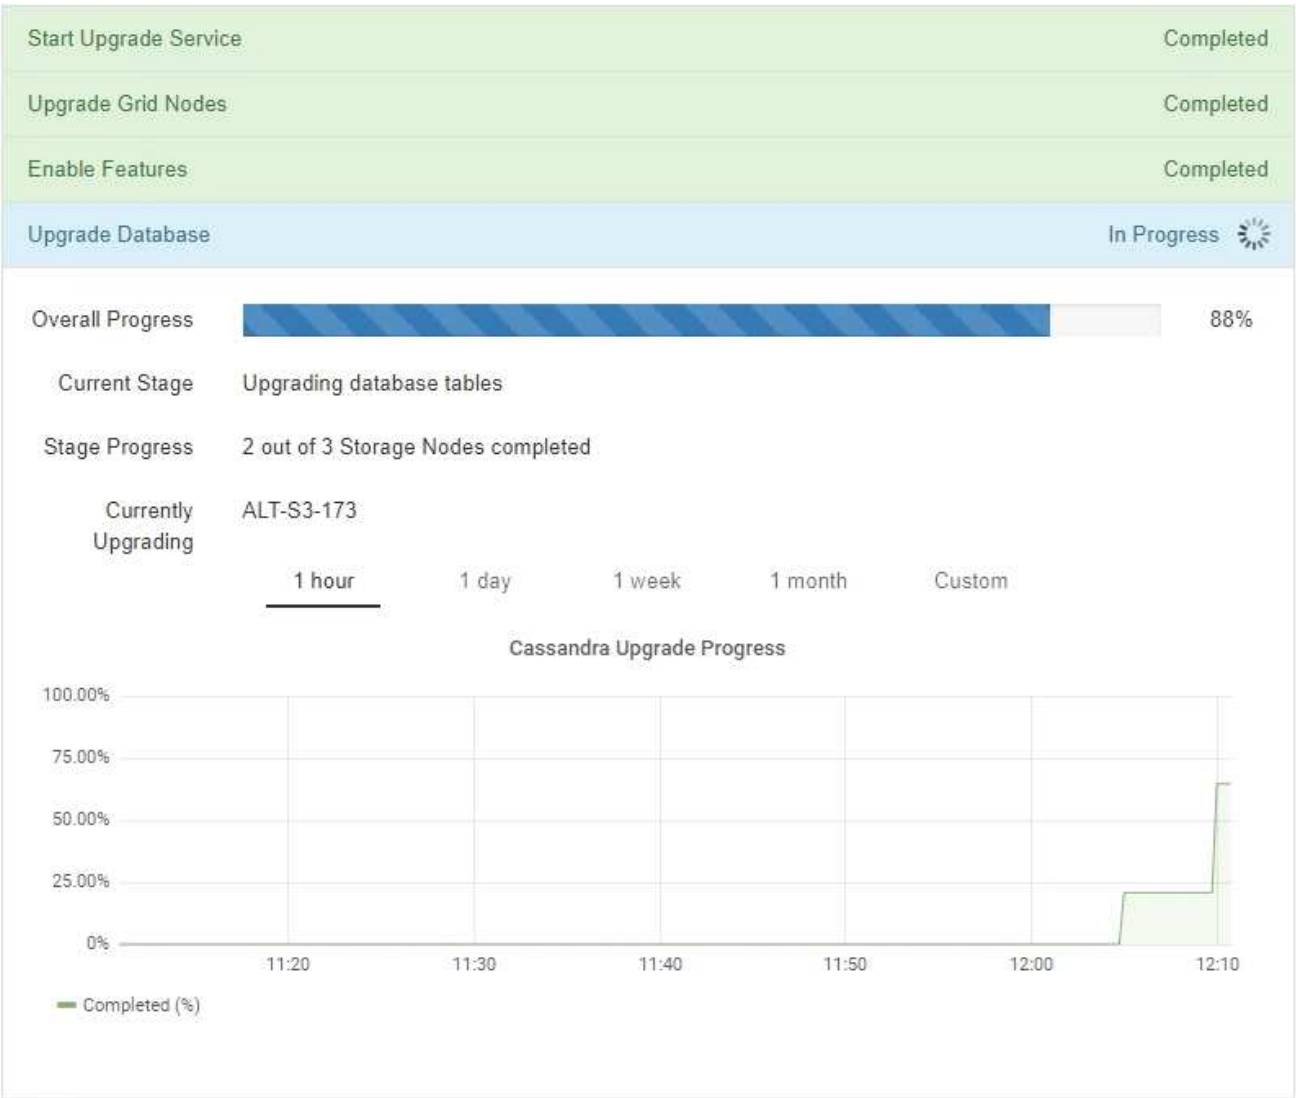 Start Upgrade Service Completed
Upgrade Grid Nodes Completed
Enable Features Completed
Upgrade Database In Progress
Overall Progress 88%
Current Stage Upgrading database tables
Stage Progress 2 out of 3 Storage Nodes completed
Currently ALT-S3-173
Upgrading
1 hour 1 day 1 week 1 month Custom
Cassandra Upgrade Progress
100.00%
75.00%
50.00%
25.00%
0%
11:20 11:30 11:40 11:50 12:00 12:10
Completed (%)